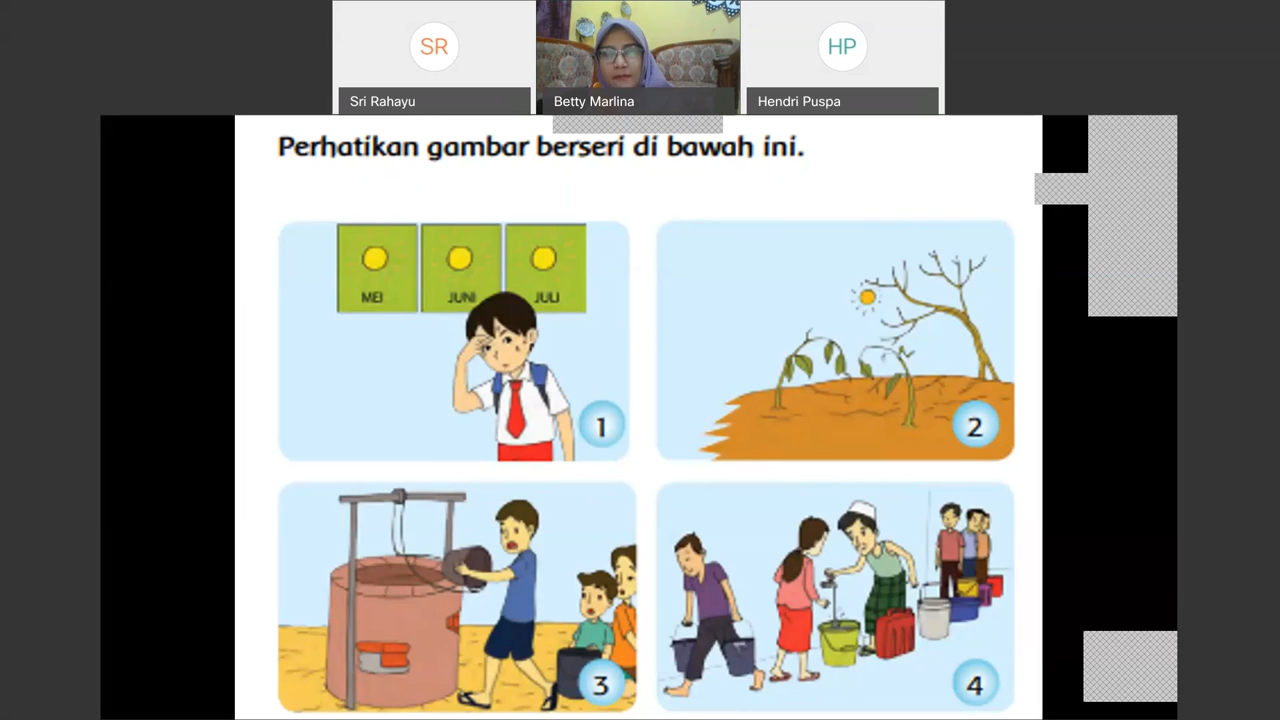 SR
HP
Sri Rahayu
Betty Marlina
Hendri Puspa
Perhatikan gambar berseri di bawah ini.
MEI
JUNI
JULI
1
2
3
4